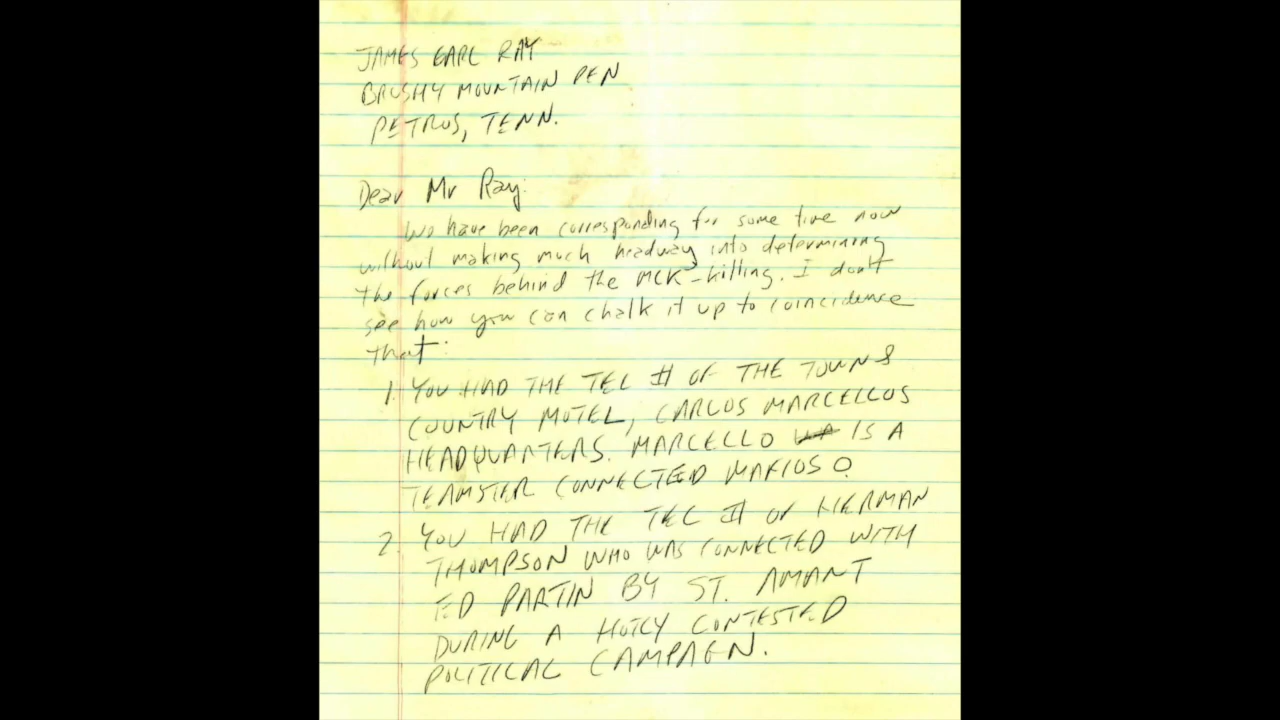 JAMES EARL RAY
BRUSHY MOUNTAIN PEN
PETROS, TENN.
Dear Mr Ray:
We have been corresponding for some time now
without making much headway into determining
the forces behind the MLK-killing. I don't
see how you can chalk it up to coincidence
that:
1. YOU HAD THE TEL # OF THE TOWN &
COUNTRY MOTEL, CARLOS MARCELLOS
HEADQUARTERS. MARCELLO IS A
TEAMSTER CONNECTED MAFIOSO.
2. YOU HAD THE TEL # OF HERMAN
THOMPSON WHO WAS CONNECTED WITH
ED PARTIN BY ST. AMANT
DURING A HOTLY CONTESTED
POLITICAL CAMPAGN.